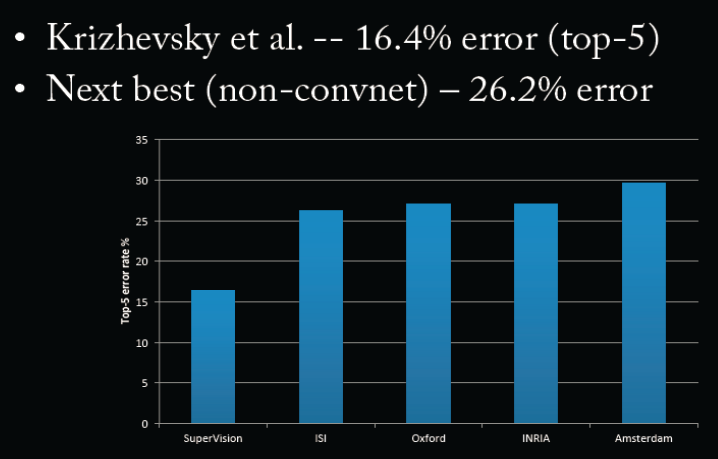 • Krizhevsky et al. -- 16.4% error (top-5)
• Next best (non-convnet) – 26.2% error
35
30
25
20
15
10
5
0
Top-5 error rate %
SuperVision ISI Oxford INRIA Amsterdam